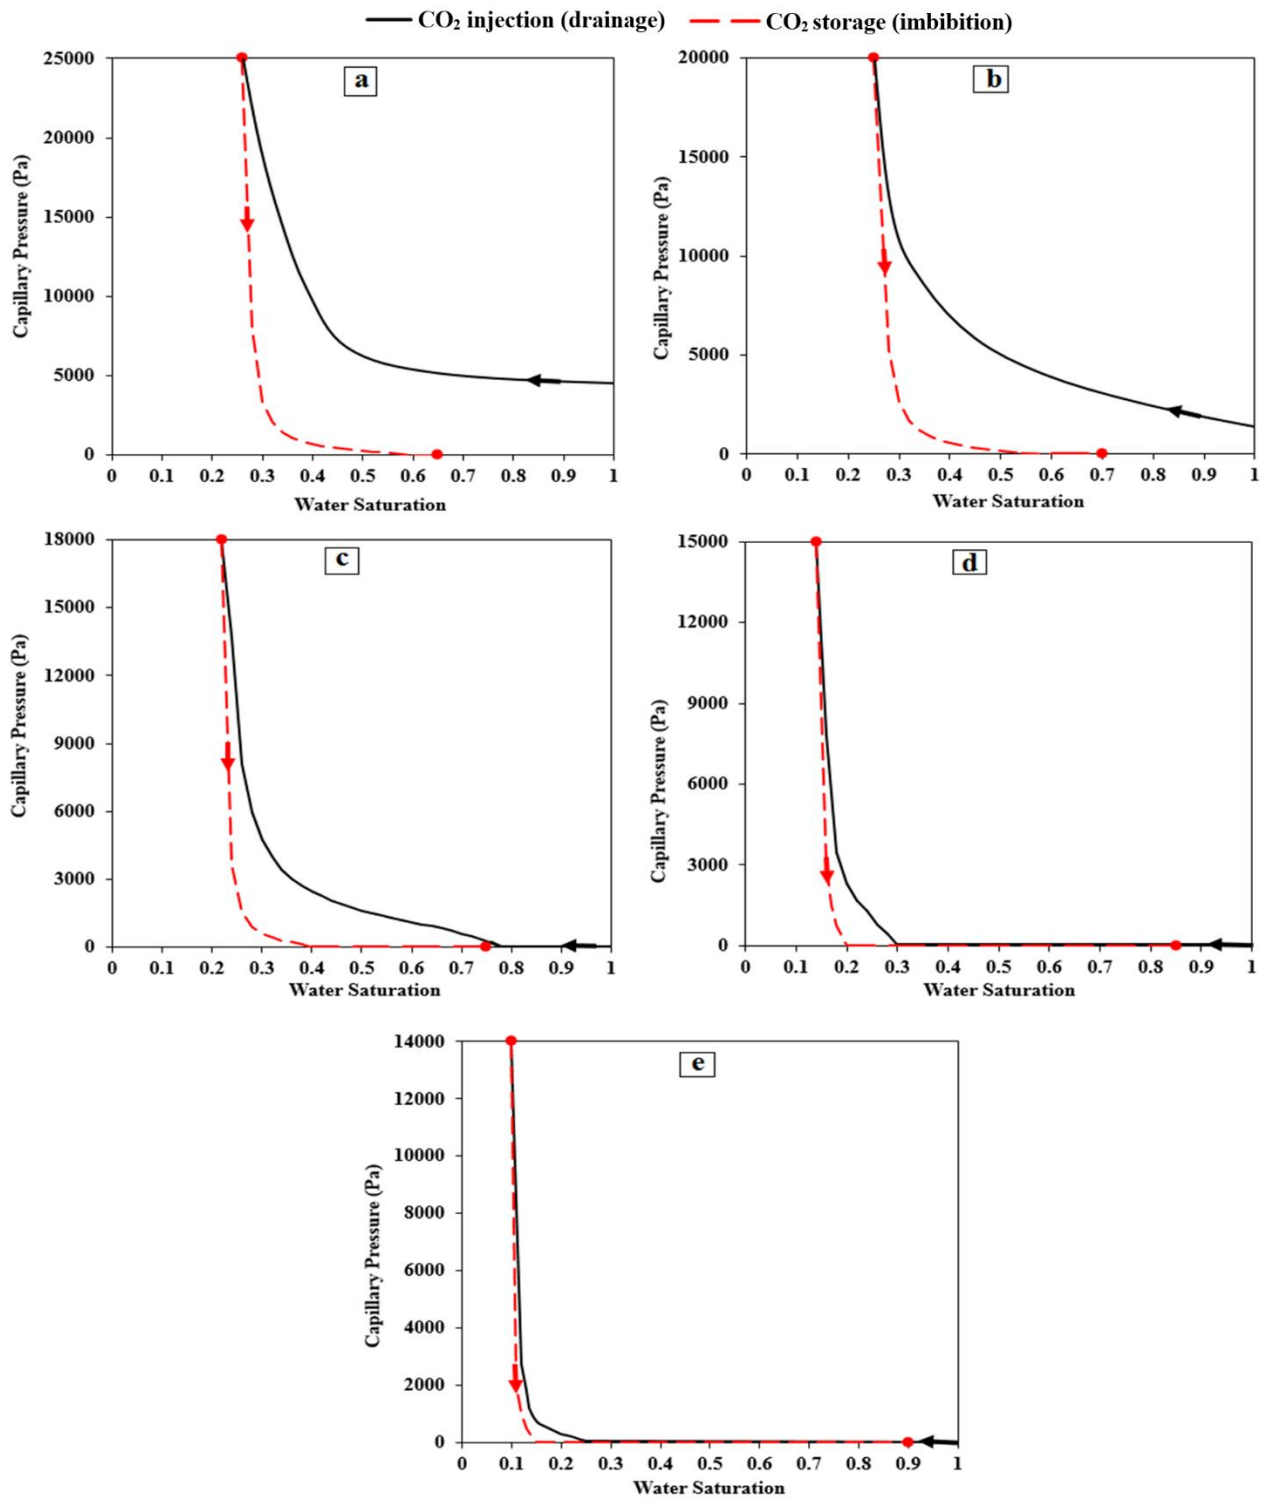 CO₂ injection (drainage) CO₂ storage (imbibition)
a
25000
20000
15000
10000
5000
0
Capillary Pressure (Pa)
0 0.1 0.2 0.3 0.4 0.5 0.6 0.7 0.8 0.9 1
Water Saturation
b
20000
15000
10000
5000
0
Capillary Pressure (Pa)
0 0.1 0.2 0.3 0.4 0.5 0.6 0.7 0.8 0.9 1
Water Saturation
c
18000
15000
12000
9000
6000
3000
0
Capillary Pressure (Pa)
0 0.1 0.2 0.3 0.4 0.5 0.6 0.7 0.8 0.9 1
Water Saturation
d
15000
12000
9000
6000
3000
0
Capillary Pressure (Pa)
0 0.1 0.2 0.3 0.4 0.5 0.6 0.7 0.8 0.9 1
Water Saturation
e
14000
12000
10000
8000
6000
4000
2000
0
Capillary Pressure (Pa)
0 0.1 0.2 0.3 0.4 0.5 0.6 0.7 0.8 0.9 1
Water Saturation